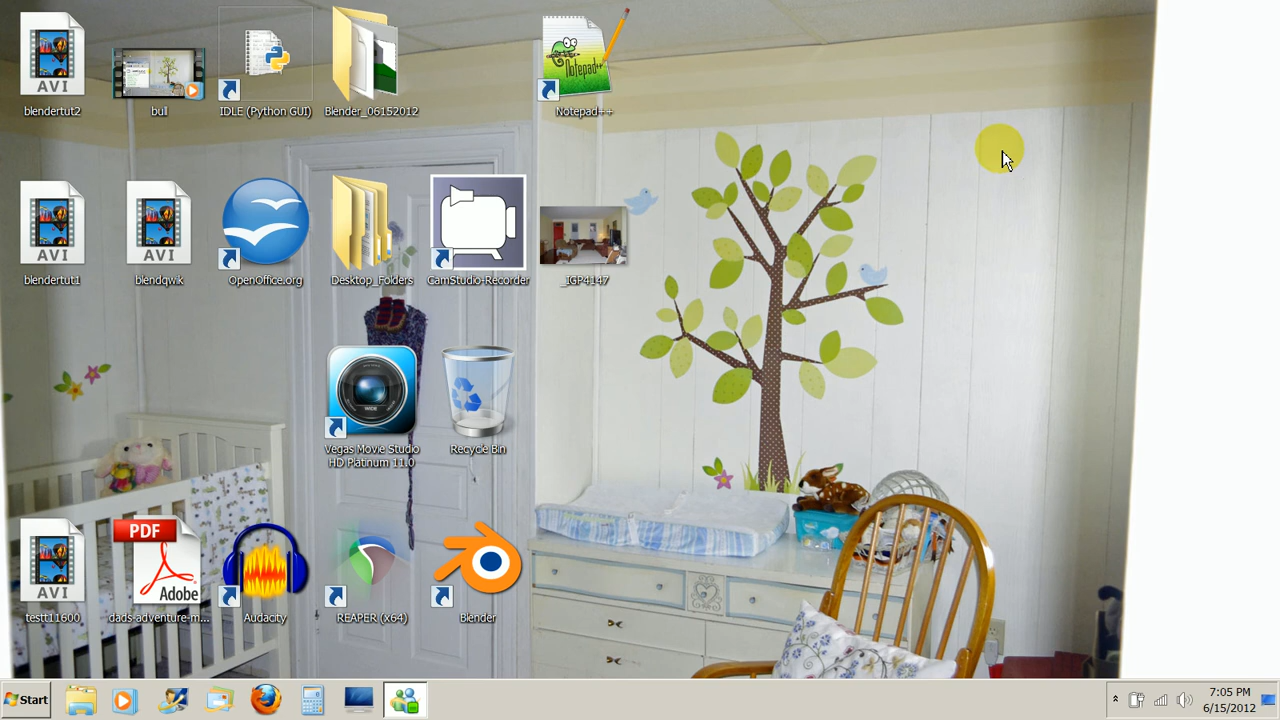 AVI
blendertut2
bull
IDLE (Python GUI)
Blender_06152012
Notepad++
Notepad++
AVI
blendertut1
AVI
blendqwik
OpenOffice.org
Desktop_Folders
CamStudio-Recorder
_IGP4147
Vegas Movie Studio
HD Platinum 11.0
Recycle Bin
AVI
testt11600
PDF
Adobe
dads-adventure-m...
Audacity
REAPER (x64)
Blender
Start
7:05 PM
6/15/2012